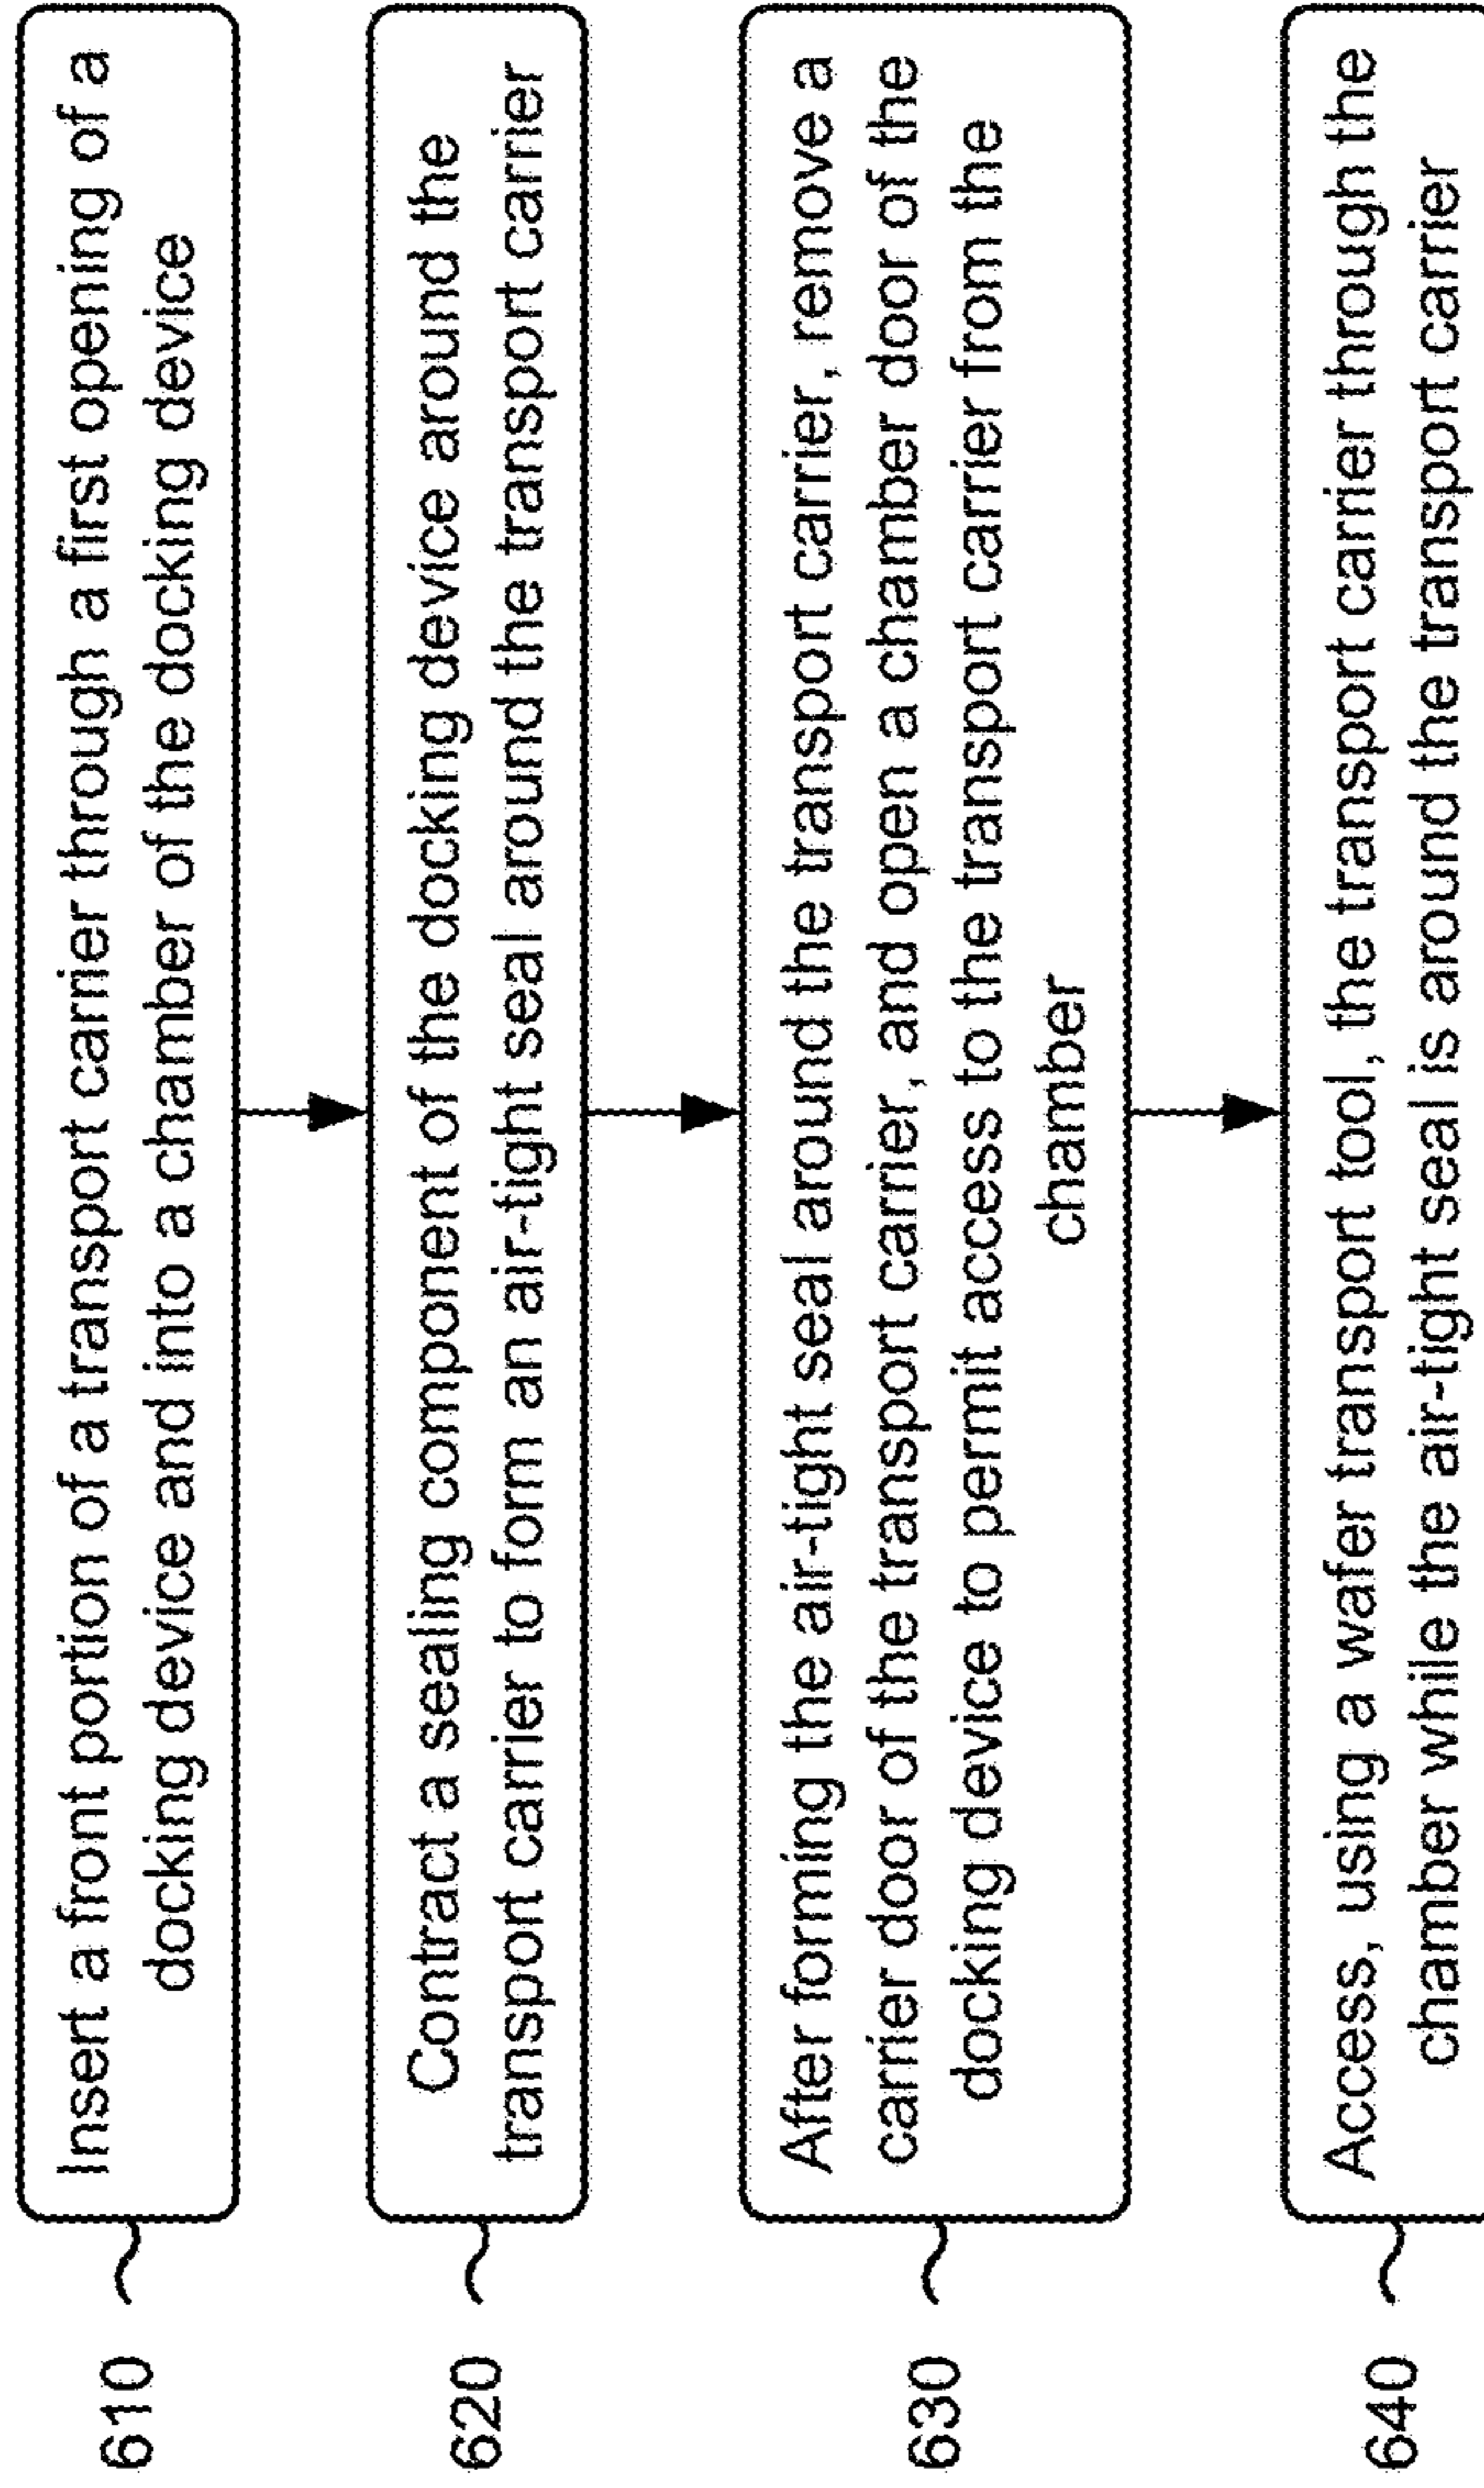 610
Insert a front portion of a transport carrier through a first opening of a
docking device and into a chamber of the docking device
620
Contract a sealing component of the docking device around the
transport carrier to form an air-tight seal around the transport carrier
630
After forming the air-tight seal around the transport carrier, remove a
carrier door of the transport carrier, and open a chamber door of the
docking device to permit access to the transport carrier from the
chamber
640
Access, using a wafer transport tool, the transport carrier through the
chamber while the air-tight seal is around the transport carrier